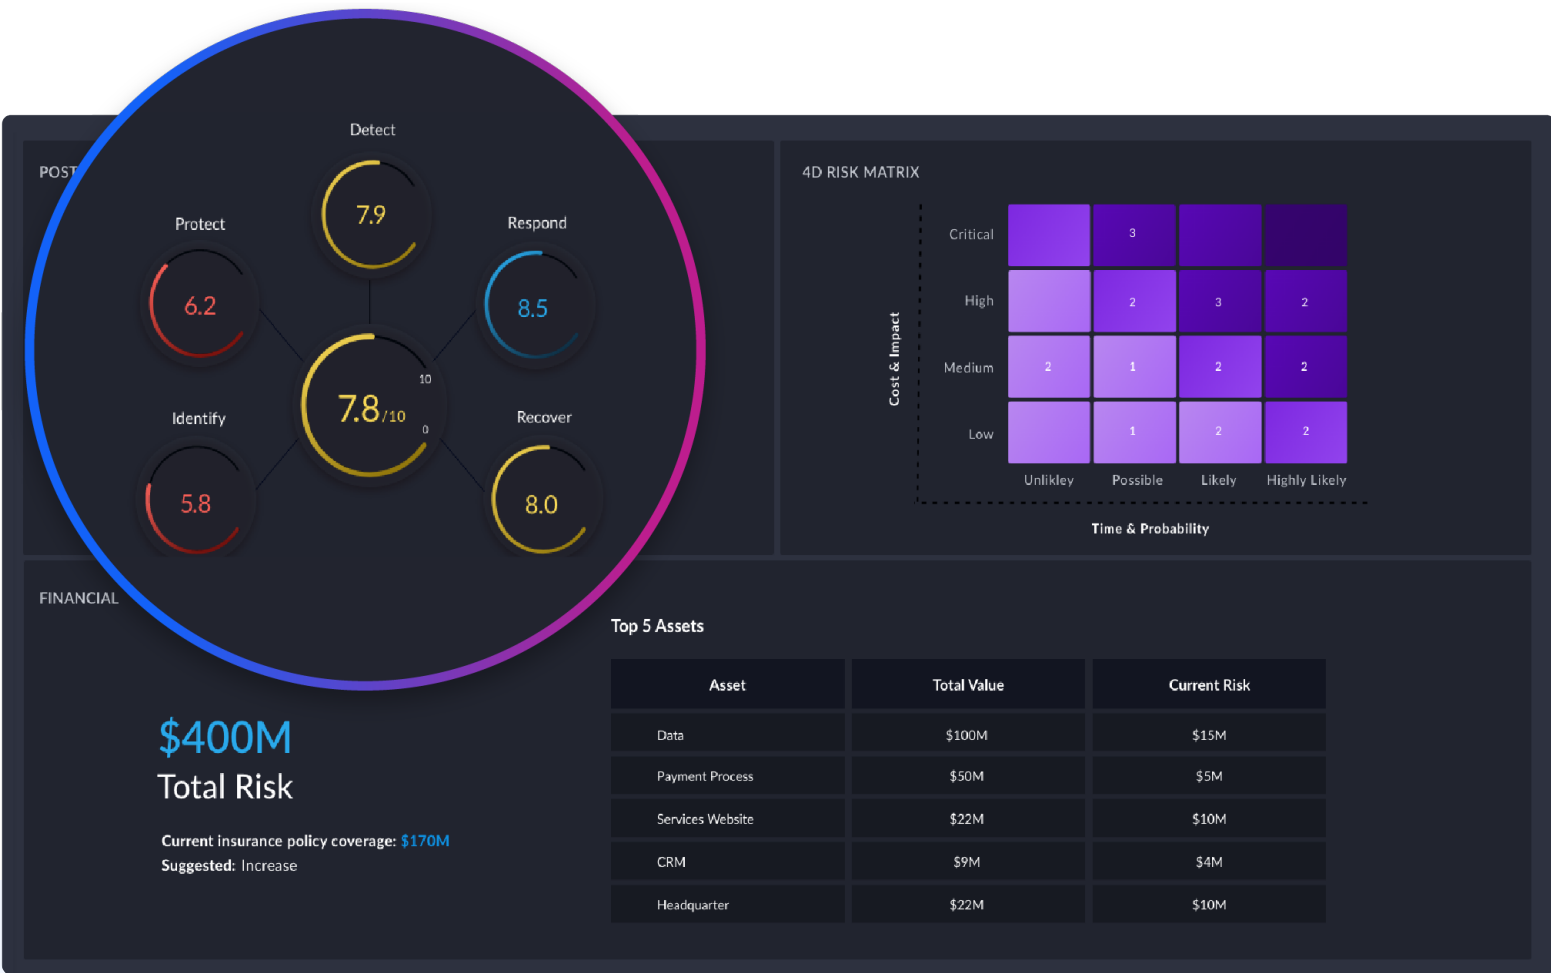 POST
Detect
7.9
Protect
6.2
Respond
8.5
7.8/10
10
0
Identify
5.8
Recover
8.0
4D RISK MATRIX
Cost & Impact
Critical
3
High
2
3
2
Medium
2
1
2
2
Low
1
2
2
Unlikley
Possible
Likely
Highly Likely
Time & Probability
FINANCIAL
$400M
Total Risk
Current insurance policy coverage: $170M
Suggested: Increase
Top 5 Assets
Asset Total Value Current Risk
Data $100M $15M
Payment Process $50M $5M
Services Website $22M $10M
CRM $9M $4M
Headquarter $22M $10M